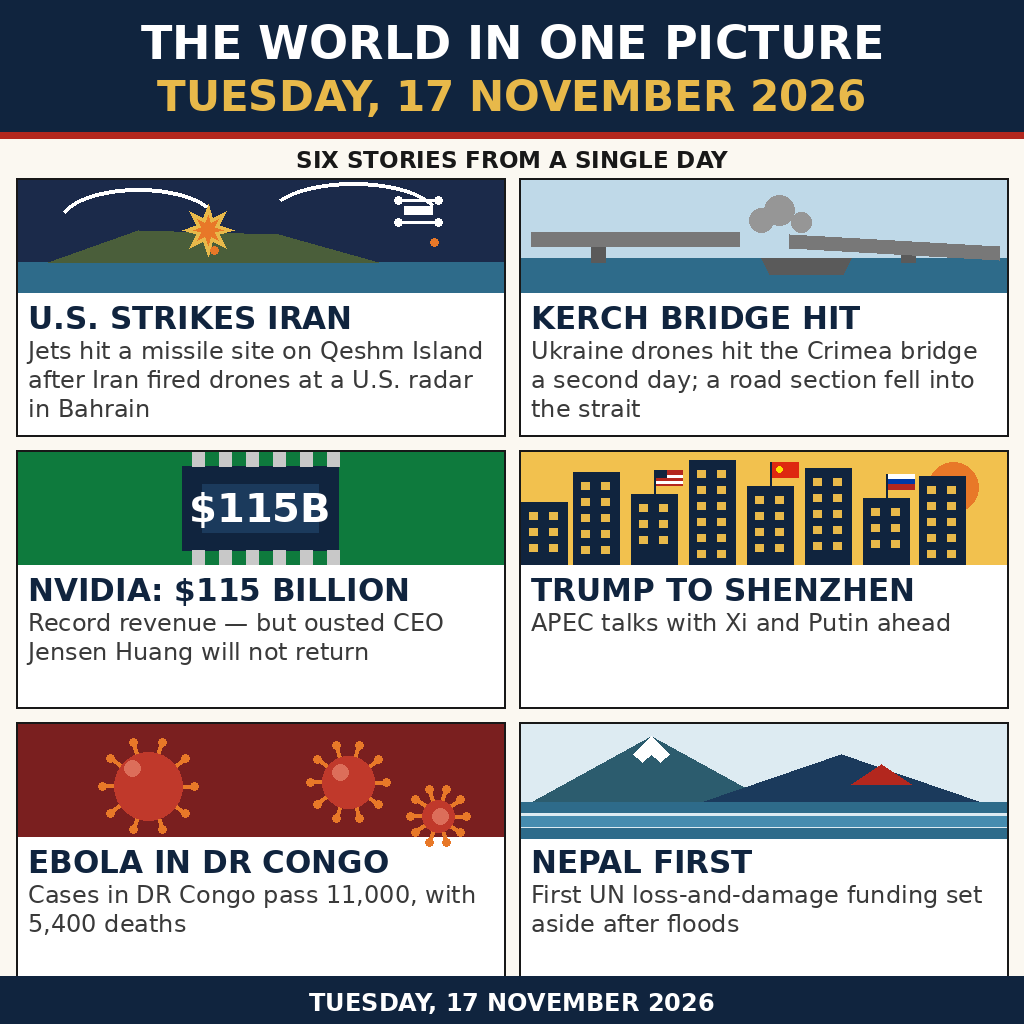 THE WORLD IN ONE PICTURE
TUESDAY, 17 NOVEMBER 2026
SIX STORIES FROM A SINGLE DAY
U.S. STRIKES IRAN
Jets hit a missile site on Qeshm Island
after Iran fired drones at a U.S. radar
in Bahrain
KERCH BRIDGE HIT
Ukraine drones hit the Crimea bridge
a second day; a road section fell into
the strait
$115B
NVIDIA: $115 BILLION
Record revenue — but ousted CEO
Jensen Huang will not return
TRUMP TO SHENZHEN
APEC talks with Xi and Putin ahead
EBOLA IN DR CONGO
Cases in DR Congo pass 11,000, with
5,400 deaths
NEPAL FIRST
First UN loss-and-damage funding set
aside after floods
TUESDAY, 17 NOVEMBER 2026